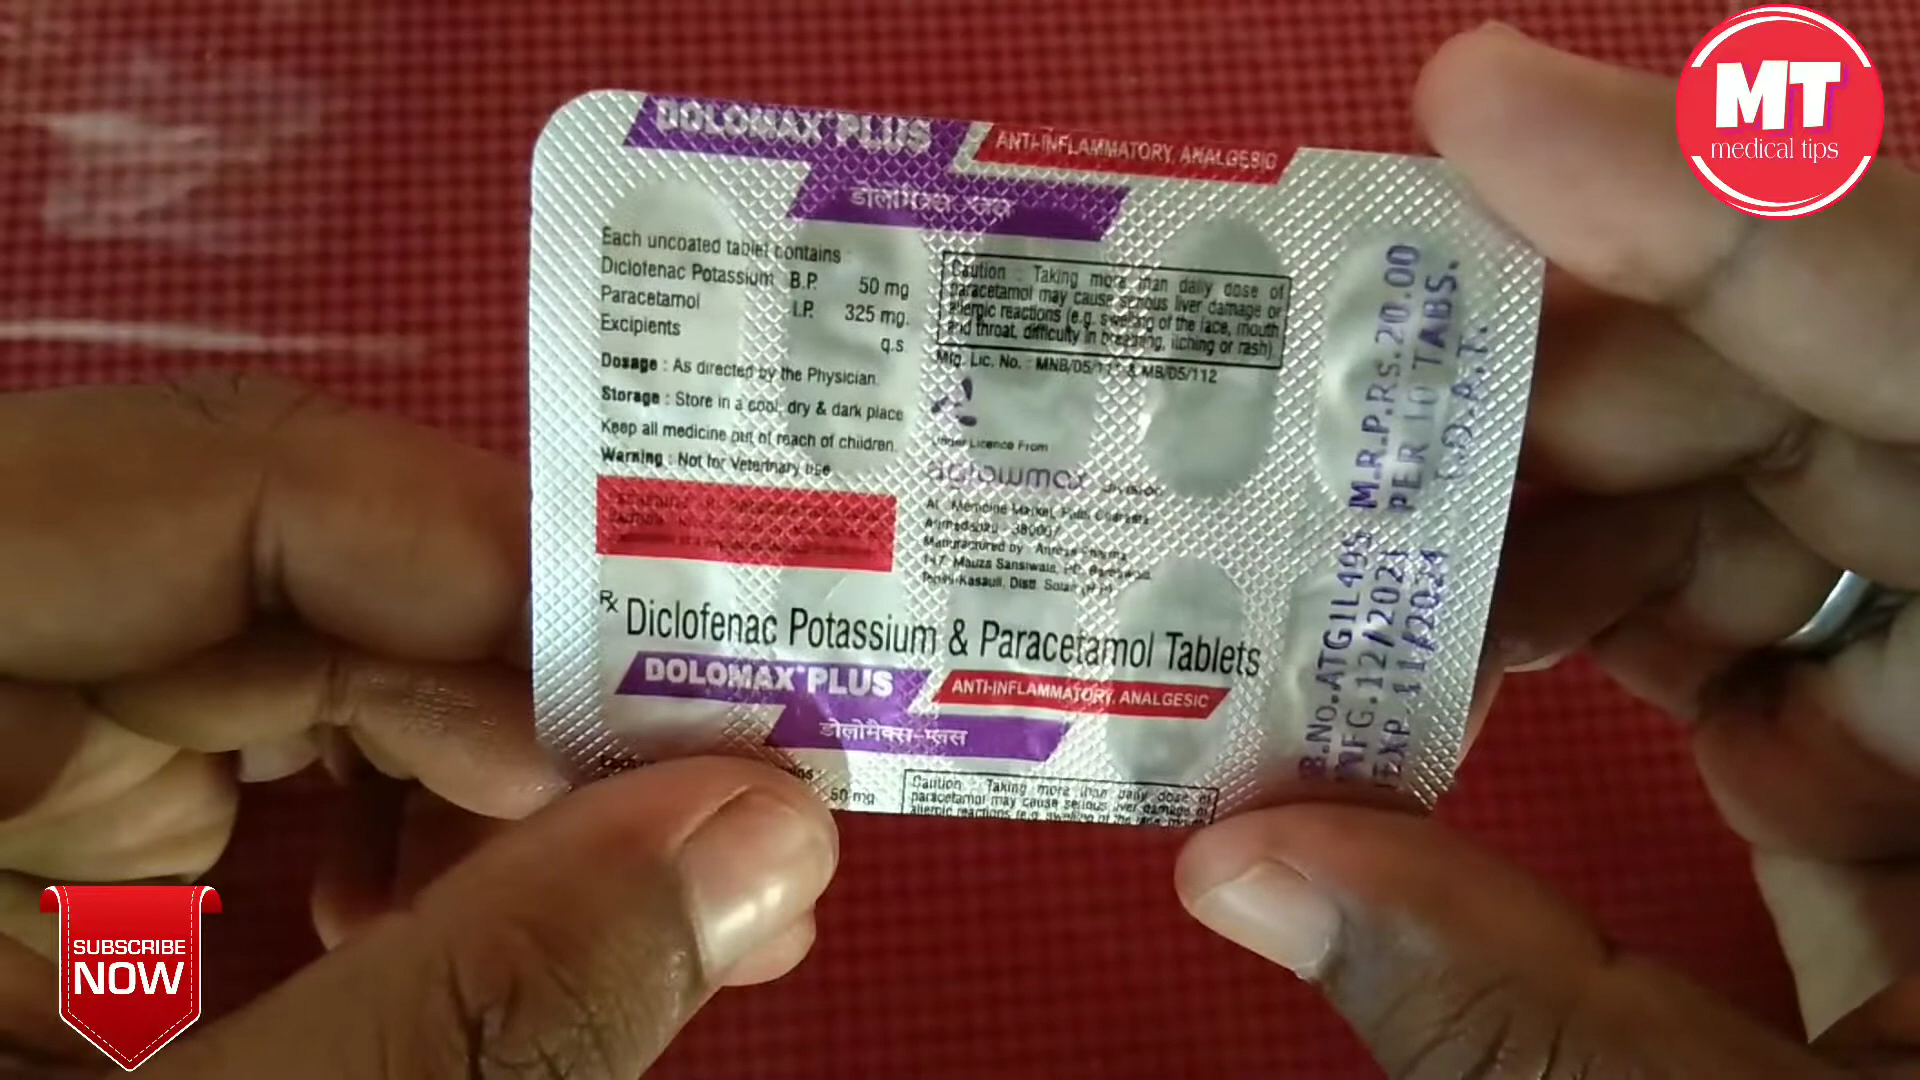 DOLOMAX PLUS
ANTI-INFLAMMATORY, ANALGESIC
Each uncoated tablet contains :
Diclofenac Potassium B.P. 50 mg
Paracetamol I.P. 325 mg.
Excipients q.s.
Dosage : As directed by the Physician.
Storage : Store in a cool, dry & dark place
Keep all medicine out of reach of children.
Warning : Not for Veterinary use
Caution : Taking more than daily dose of
paracetamol may cause serious liver damage or
allergic reactions (e.g. swelling of the face, mouth
and throat, difficulty in breathing, itching or rash)
Mfg. Lic. No. : & MB/05/112
Under Licence From
division
Manufactured by :
Rx Diclofenac Potassium & Paracetamol Tablets
DOLOMAX PLUS
ANTI-INFLAMMATORY, ANALGESIC
डोलोमैक्स-प्लस
50 mg
Caution : Taking more than daily dose of
paracetamol may cause serious liver damage or
B.No.ATG1L495 M.R.P.RS.20.00
MFG.12/2021 PER 10 TABS.
EXP.11/2024 I.O.A.T.
MT
medical tips
SUBSCRIBE
NOW